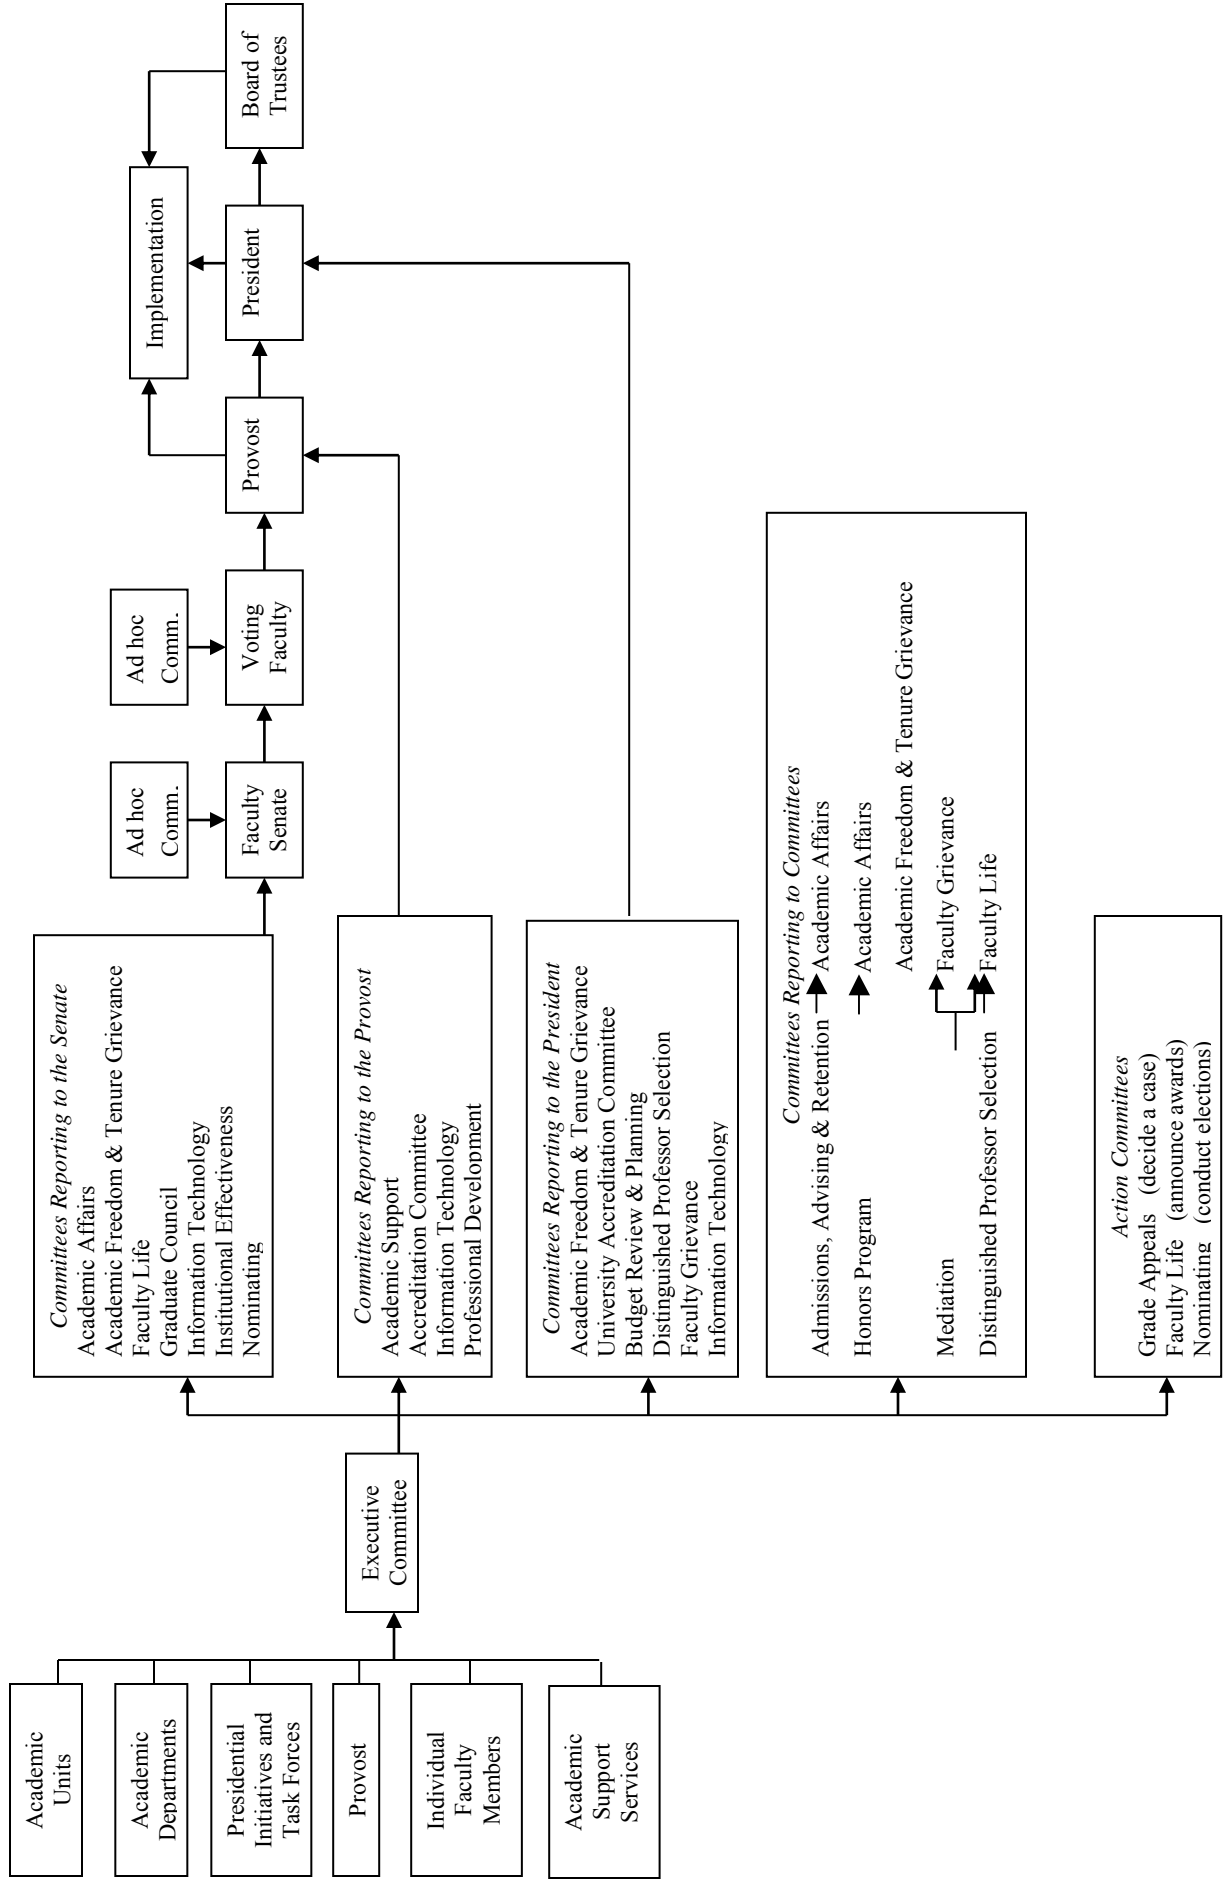 Academic
Units
Academic
Departments
Presidential
Initiatives and
Task Forces
Provost
Individual
Faculty
Members
Academic
Support
Services
Executive
Committee
Committees Reporting to the Senate
Academic Affairs
Academic Freedom & Tenure Grievance
Faculty Life
Graduate Council
Information Technology
Institutional Effectiveness
Nominating
Committees Reporting to the Provost
Academic Support
Accreditation Committee
Information Technology
Professional Development
Committees Reporting to the President
Academic Freedom & Tenure Grievance
University Accreditation Committee
Budget Review & Planning
Distinguished Professor Selection
Faculty Grievance
Information Technology
Committees Reporting to Committees
Admissions, Advising & Retention Academic Affairs
Honors Program Academic Affairs
Academic Freedom & Tenure Grievance
Mediation Faculty Grievance
Distinguished Professor Selection Faculty Life
Action Committees
Grade Appeals (decide a case)
Faculty Life (announce awards)
Nominating (conduct elections)
Ad hoc
Comm.
Faculty
Senate
Ad hoc
Comm.
Voting
Faculty
Provost
Implementation
President
Board of
Trustees